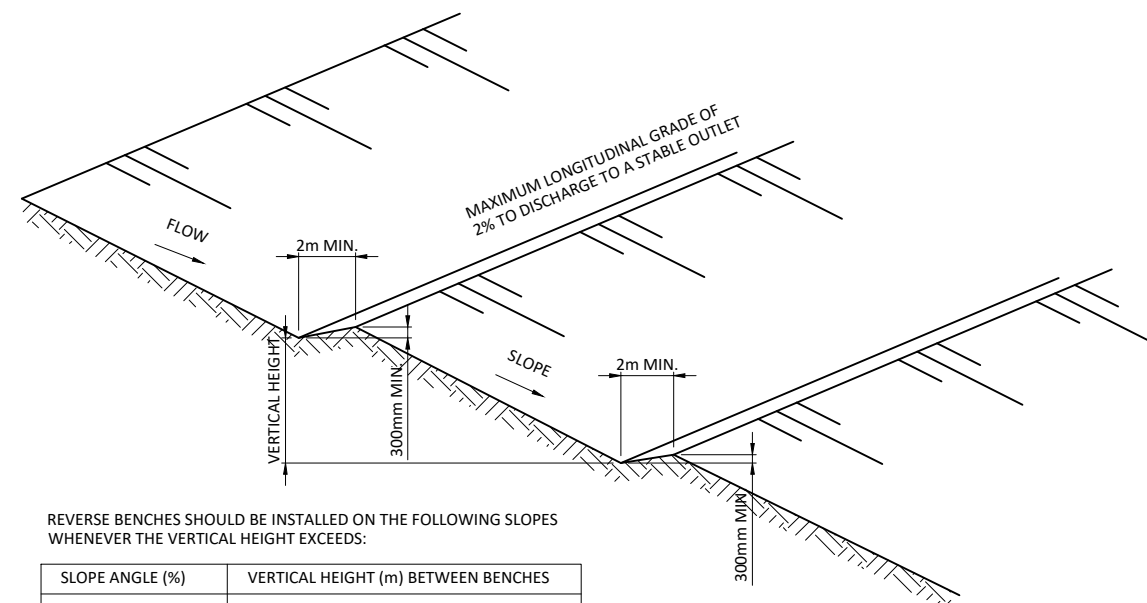 MAXIMUM LONGITUDINAL GRADE OF
2% TO DISCHARGE TO A STABLE OUTLET
FLOW
2m MIN.
VERTICAL HEIGHT
300mm MIN.
SLOPE
2m MIN.
300mm MIN
REVERSE BENCHES SHOULD BE INSTALLED ON THE FOLLOWING SLOPES
WHENEVER THE VERTICAL HEIGHT EXCEEDS:
SLOPE ANGLE (%)
VERTICAL HEIGHT (m) BETWEEN BENCHES